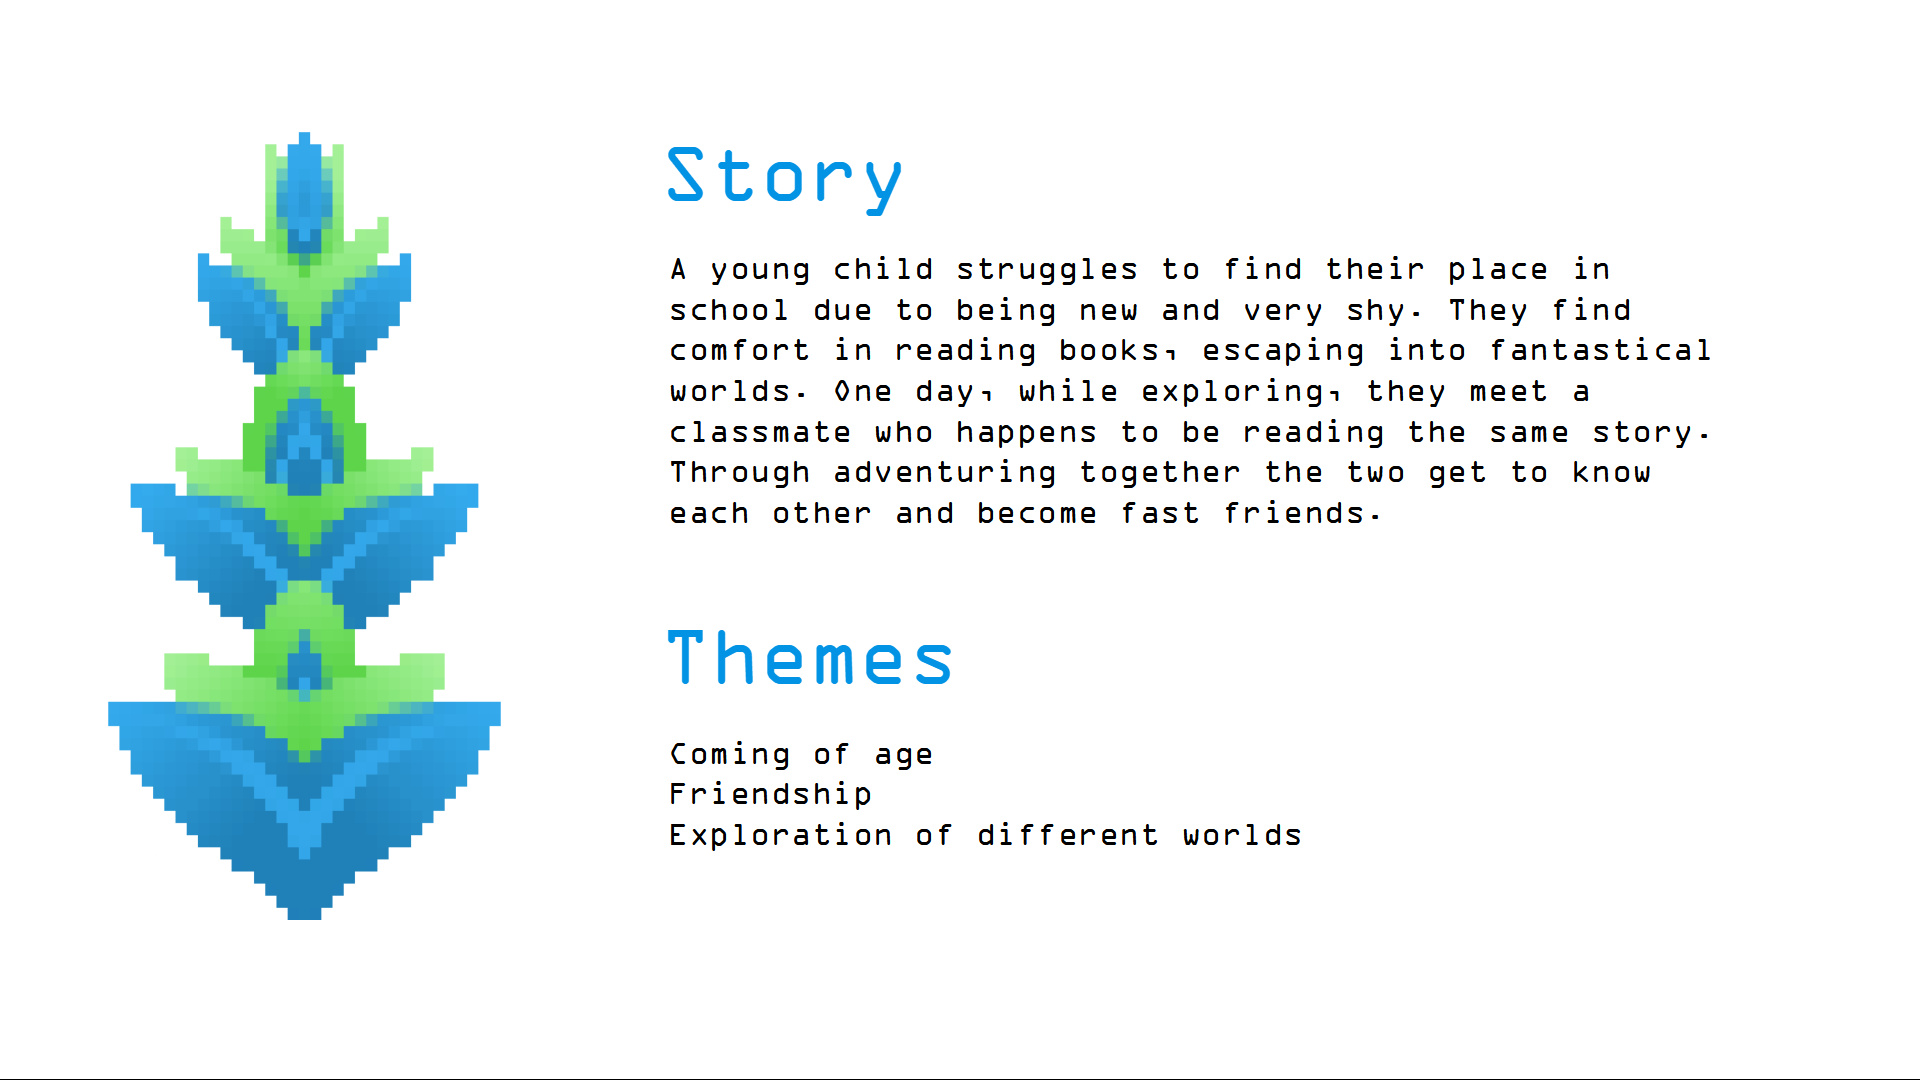 Story
A young child struggles to find their place in
school due to being new and very shy. They find
comfort in reading books, escaping into fantastical
worlds. One day, while exploring, they meet a
classmate who happens to be reading the same story.
Through adventuring together the two get to know
each other and become fast friends.
Themes
Coming of age
Friendship
Exploration of different worlds